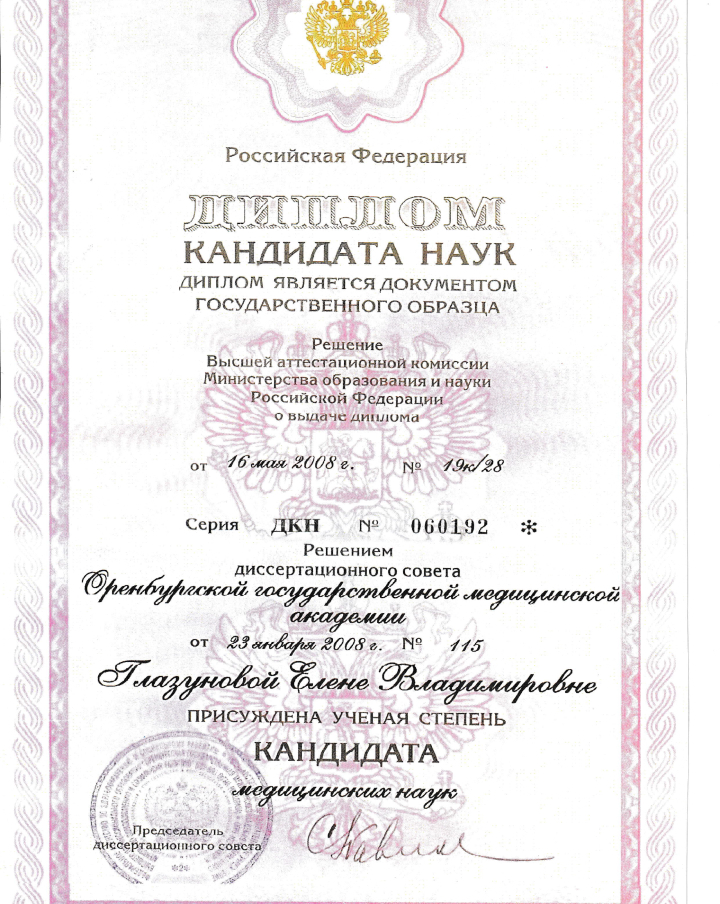 Российская Федерация
ДИПЛОМ
КАНДИДАТА НАУК
ДИПЛОМ ЯВЛЯЕТСЯ ДОКУМЕНТОМ
ГОСУДАРСТВЕННОГО ОБРАЗЦА
Решение
Высшей аттестационной комиссии
Министерства образования и науки
Российской Федерации
о выдаче диплома
от 16 мая 2008 г. № 19к/28
Серия ДКН № 060192 *
Решением
диссертационного совета
Оренбургской государственной медицинской
академии
от 23 января 2008 г. № 115
Глазуновой Елене Владимировне
ПРИСУЖДЕНА УЧЕНАЯ СТЕПЕНЬ
КАНДИДАТА
медицинских наук
Председатель
диссертационного совета